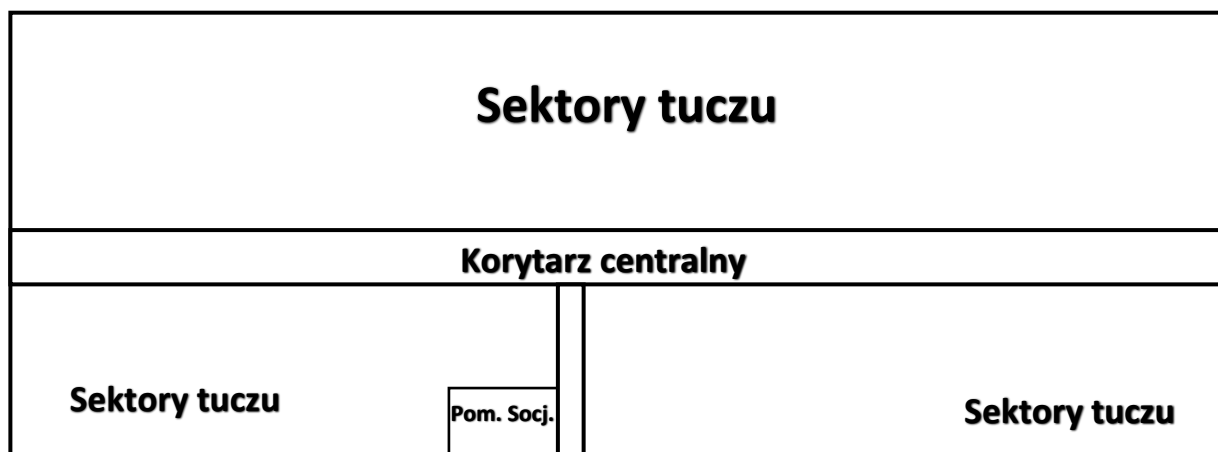 Sektory tuczu
Korytarz centralny
Sektory tuczu
Pom. Socj.
Sektory tuczu